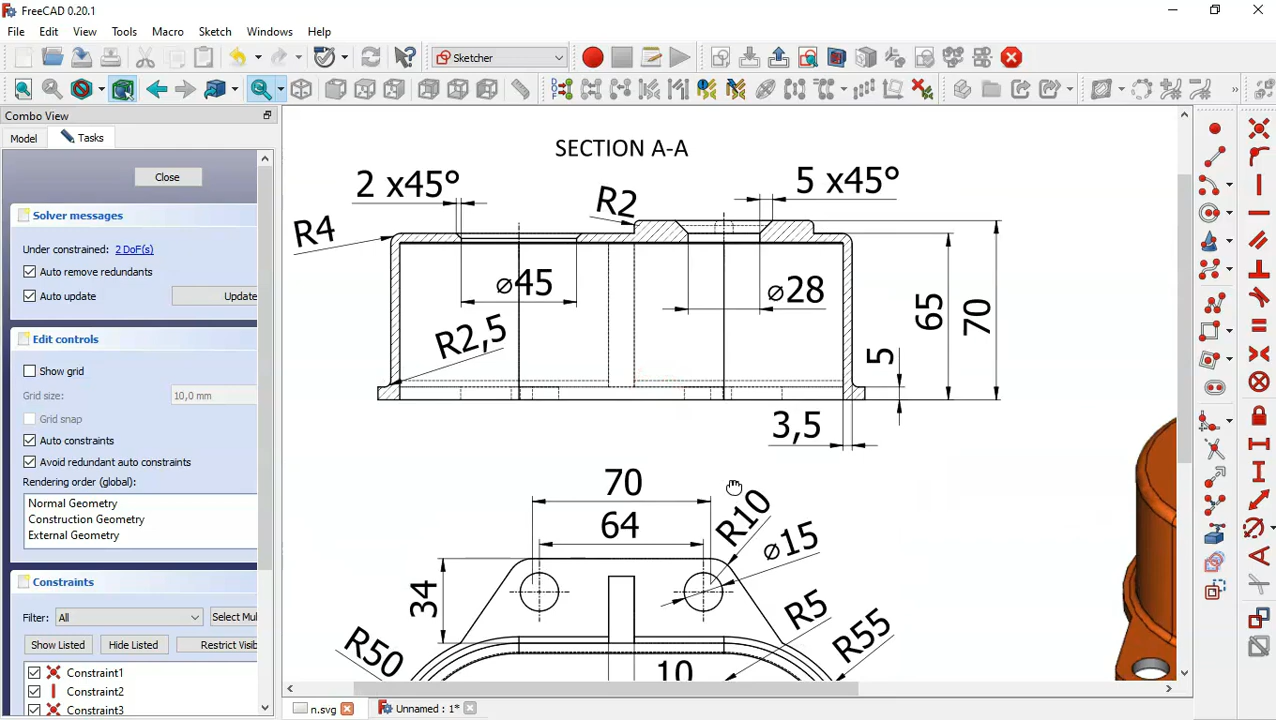 FreeCAD 0.20.1
File Edit View Tools Macro Sketch Windows Help
Sketcher
Combo View
Model Tasks
Close
Solver messages
Under constrained: 2 DoF(s)
Auto remove redundants
Auto update Update
Edit controls
Show grid
Grid size: 10,0 mm
Grid snap
Auto constraints
Avoid redundant auto constraints
Rendering order (global):
Normal Geometry
Construction Geometry
External Geometry
Constraints
Filter: All Select Mul
Show Listed Hide Listed Restrict Visib
Constraint1
Constraint2
Constraint3
SECTION A-A
2 x45° R2 5 x45°
R4
⌀45 ⌀28
R2,5
65 70
5
3,5
70
64 R10
⌀15
34
R5
R50 R55
10
n.svg Unnamed : 1*